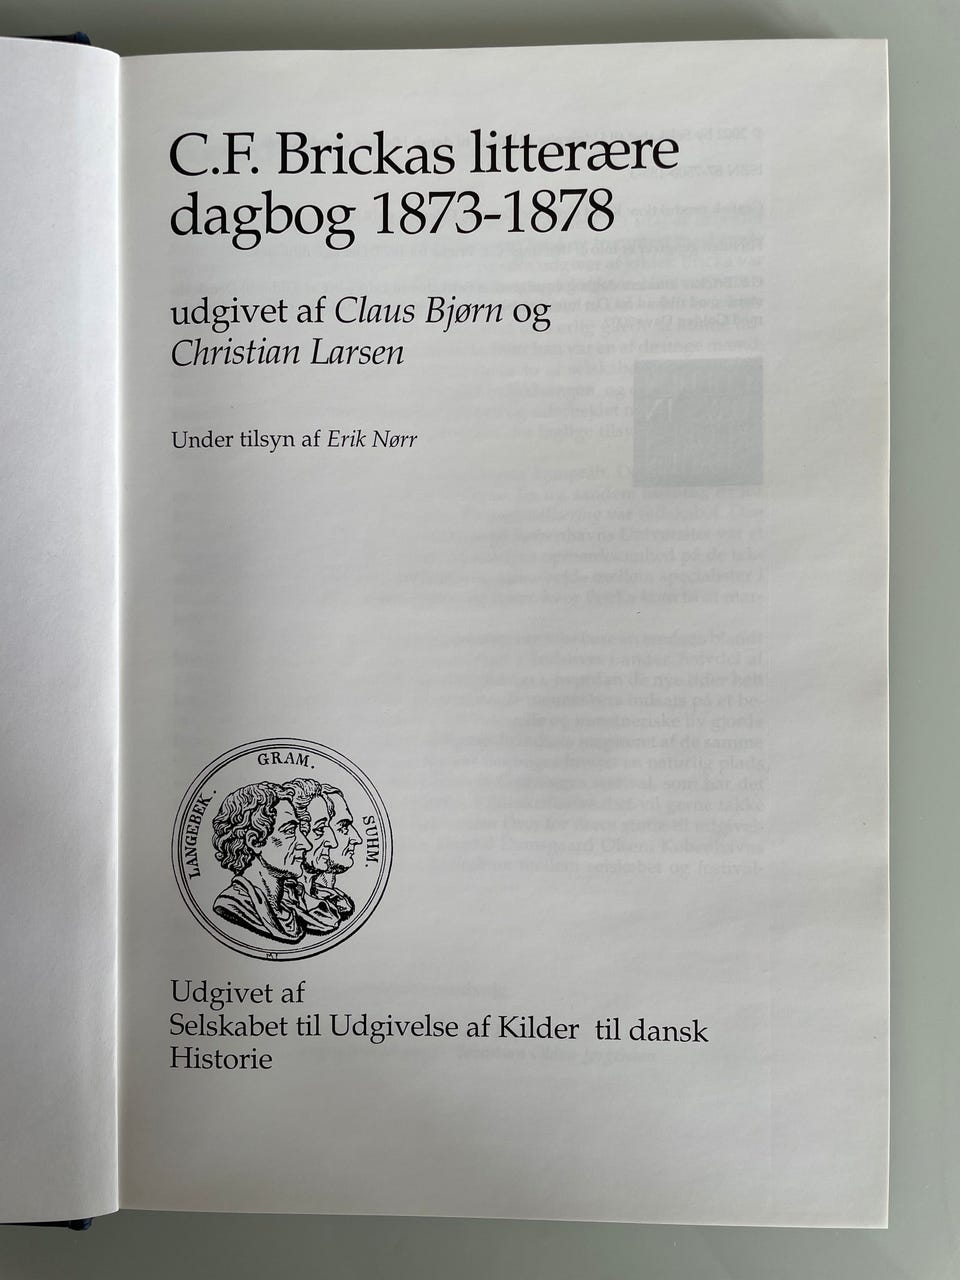 C.F. Brickas litterære
dagbog 1873-1878
udgivet af Claus Bjørn og
Christian Larsen
Under tilsyn af Erik Nørr
GRAM.
LANGEBEK.
SUHM.
Udgivet af
Selskabet til Udgivelse af Kilder til dansk
Historie